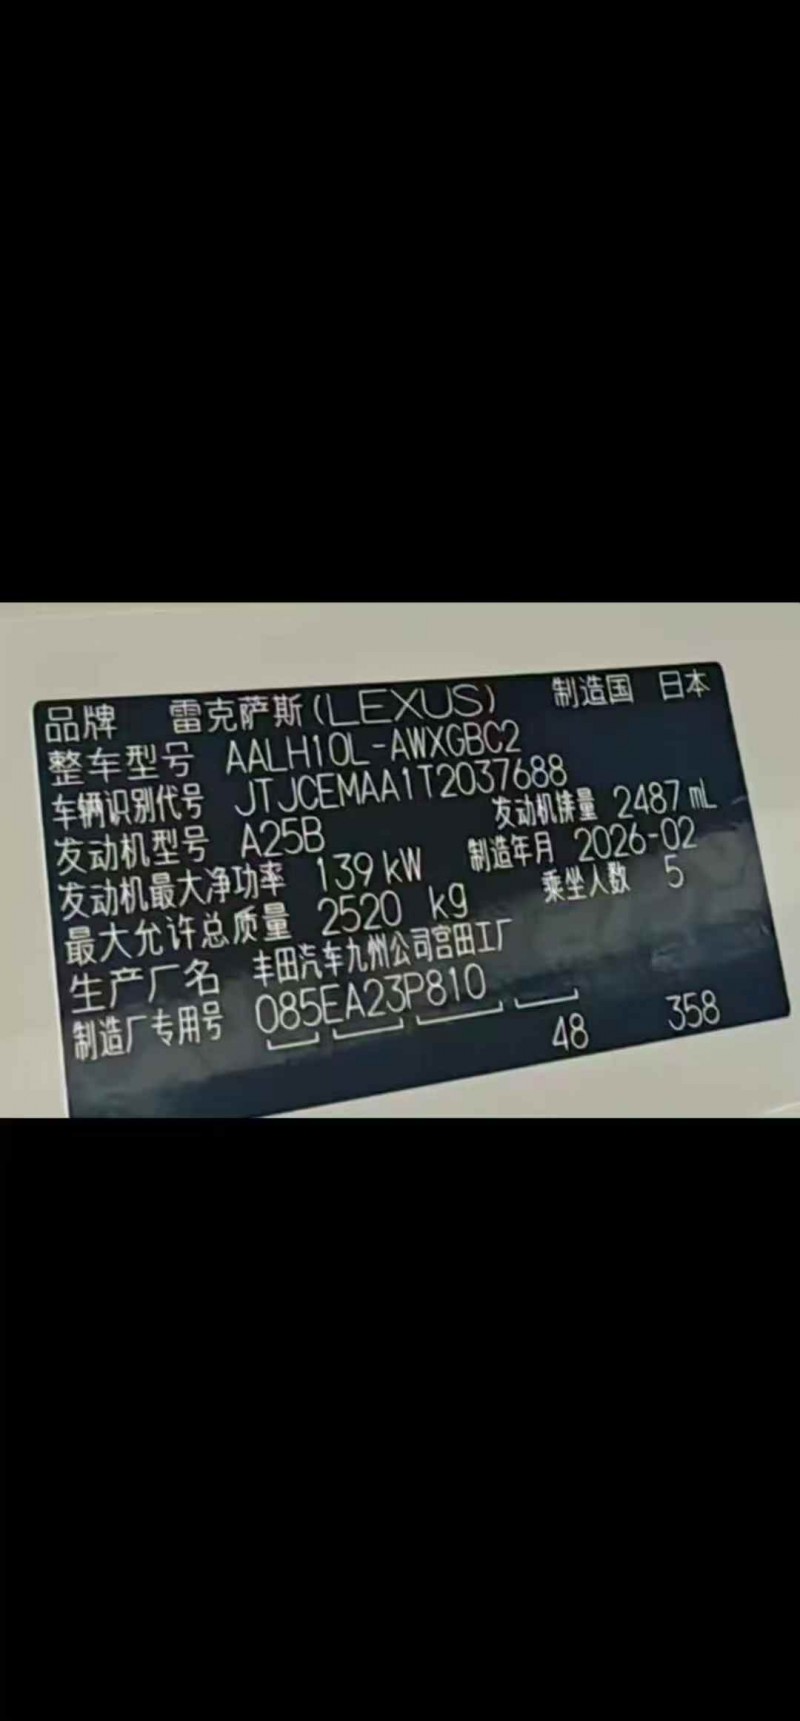 品牌 雷克萨斯(LEXUS) 制造国 日本
整车型号 AALH10L-AWXGBC2
车辆识别代号 JTJCEMAA1T2037688
发动机型号 A25B 发动机排量 2487 mL
发动机最大净功率 139 kW 制造年月 2026-02
最大允许总质量 2520 kg 乘坐人数 5
生产厂名 丰田汽车九州公司宫田工厂
制造厂专用号 085EA23P810
48 358